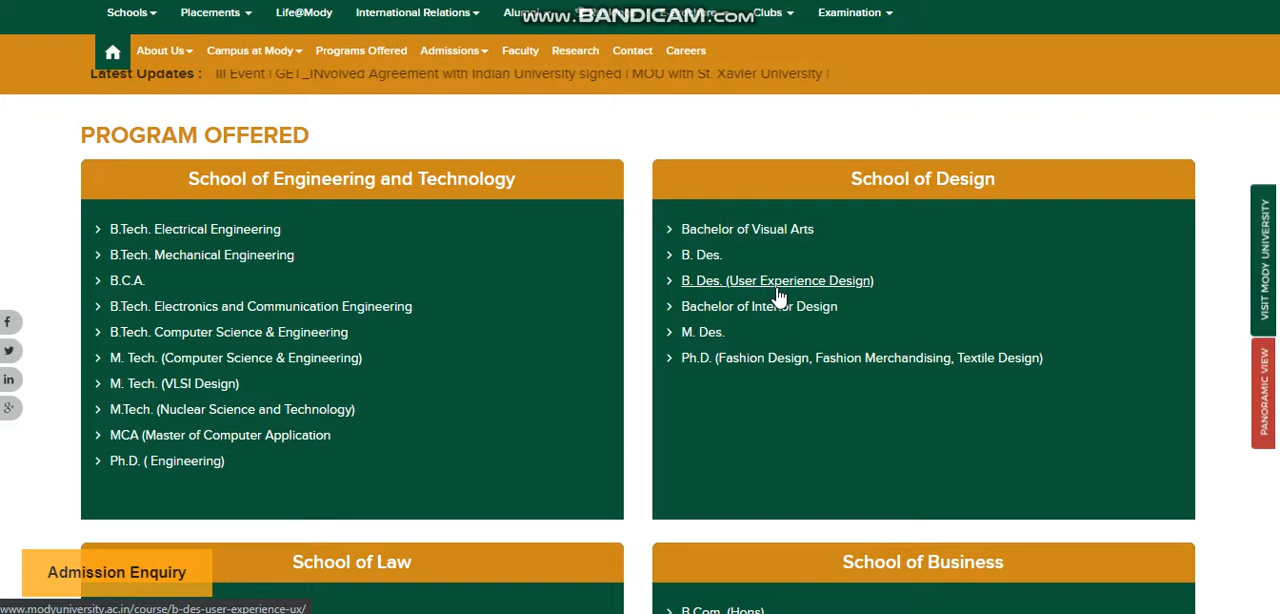 Schools Placements Life@Mody International Relations Clubs Examination
www.BANDICAM.com
About Us Campus at Mody Programs Offered Admissions Faculty Research Contact Careers
Latest Updates : III Event | GET_INvolved Agreement with Indian University signed | MOU with St. Xavier University |
PROGRAM OFFERED
School of Engineering and Technology
B.Tech. Electrical Engineering
B.Tech. Mechanical Engineering
B.C.A.
B.Tech. Electronics and Communication Engineering
B.Tech. Computer Science & Engineering
M. Tech. (Computer Science & Engineering)
M. Tech. (VLSI Design)
M.Tech. (Nuclear Science and Technology)
MCA (Master of Computer Application
Ph.D. ( Engineering)
School of Design
Bachelor of Visual Arts
B. Des.
B. Des. (User Experience Design)
Bachelor of Interior Design
M. Des.
Ph.D. (Fashion Design, Fashion Merchandising, Textile Design)
VISIT MODY UNIVERSITY
PANORAMIC VIEW
School of Law
School of Business
B.Com. (Hons)
Admission Enquiry
www.modyuniversity.ac.in/course/b-des-user-experience-ux/